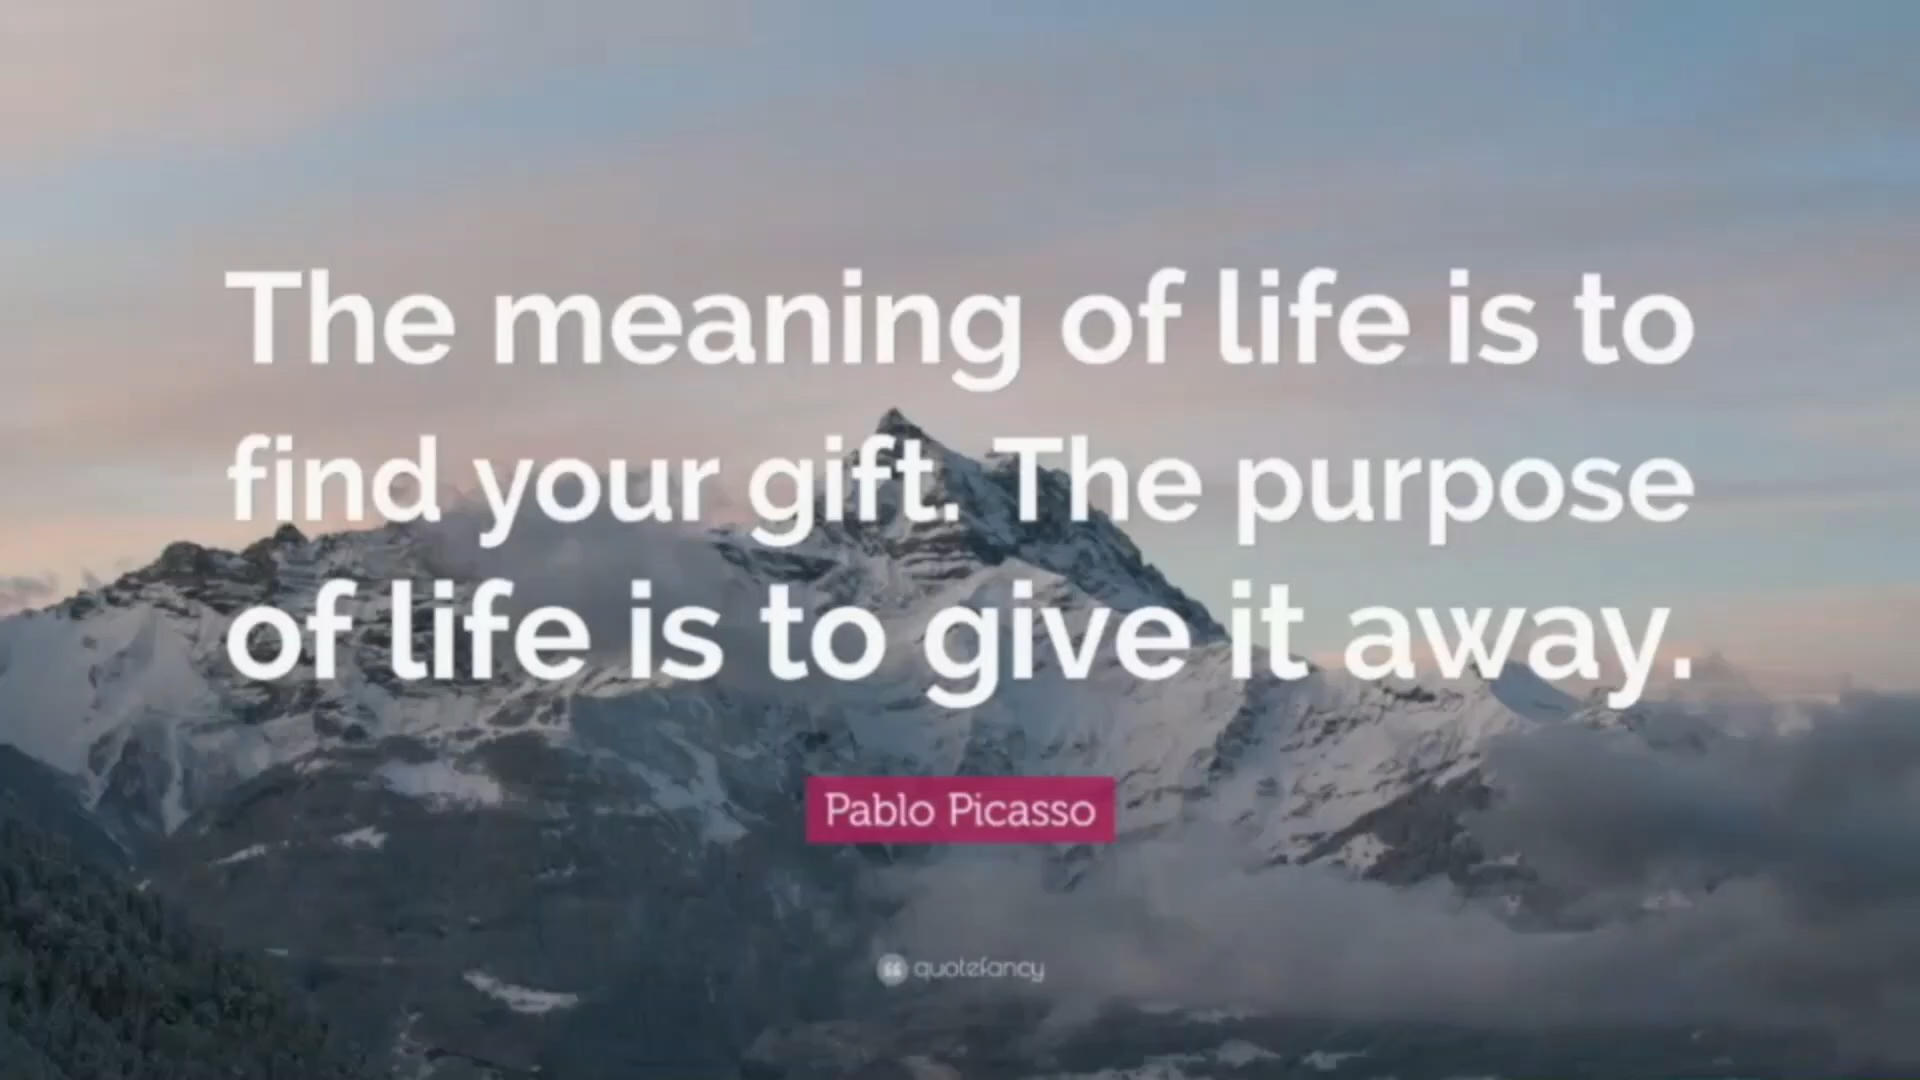 The meaning of life is to
find your gift. The purpose
of life is to give it away.
Pablo Picasso
quotefancy